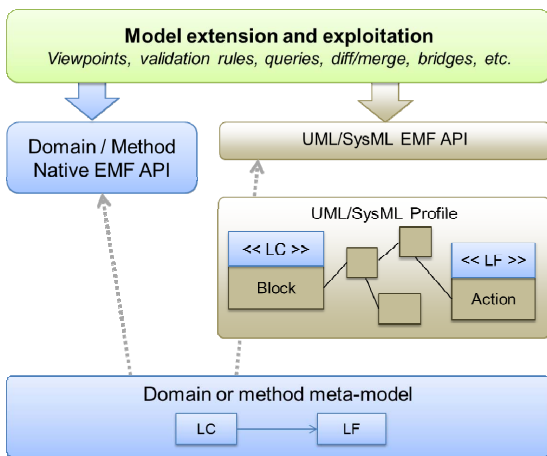 Model extension and exploitation
Viewpoints, validation rules, queries, diff/merge, bridges, etc.
Domain / Method
Native EMF API
UML/SysML EMF API
UML/SysML Profile
<< LC >>
Block
<< LF >>
Action
Domain or method meta-model
LC
LF